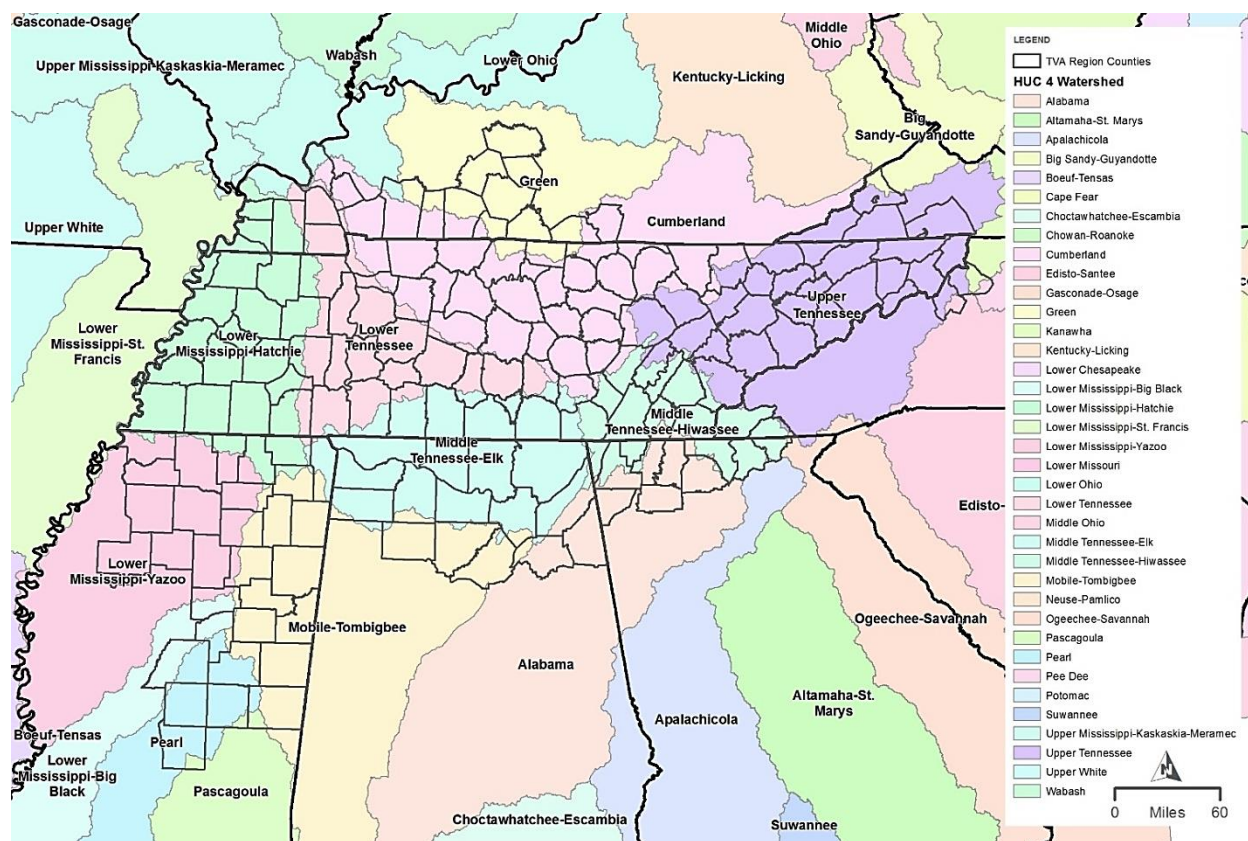 Gasconade-Osage
Wabash
Middle
Ohio
Upper Mississippi-Kaskaskia-Meramec
Lower Ohio
Kentucky-Licking
Big
Sandy-Guyandotte
Green
Cumberland
Upper White
Upper
Tennessee
Lower
Mississippi-St.
Francis
Lower
Mississippi-Hatchie
Lower
Tennessee
Middle
Tennessee-Hiwassee
Middle
Tennessee-Elk
Edisto-
Lower
Mississippi-Yazoo
Mobile-Tombigbee
Ogeechee-Savannah
Alabama
Altamaha-St.
Marys
Apalachicola
Boeuf-Tensas
Pearl
Lower
Mississippi-Big
Black
Pascagoula
Choctawhatchee-Escambia
Suwannee
LEGEND
TVA Region Counties
HUC 4 Watershed
Alabama
Altamaha-St. Marys
Apalachicola
Big Sandy-Guyandotte
Boeuf-Tensas
Cape Fear
Choctawhatchee-Escambia
Chowan-Roanoke
Cumberland
Edisto-Santee
Gasconade-Osage
Green
Kanawha
Kentucky-Licking
Lower Chesapeake
Lower Mississippi-Big Black
Lower Mississippi-Hatchie
Lower Mississippi-St. Francis
Lower Mississippi-Yazoo
Lower Missouri
Lower Ohio
Lower Tennessee
Middle Ohio
Middle Tennessee-Elk
Middle Tennessee-Hiwassee
Mobile-Tombigbee
Neuse-Pamlico
Ogeechee-Savannah
Pascagoula
Pearl
Pee Dee
Potomac
Suwannee
Upper Mississippi-Kaskaskia-Meramec
Upper Tennessee
Upper White
Wabash
N
0 60
Miles